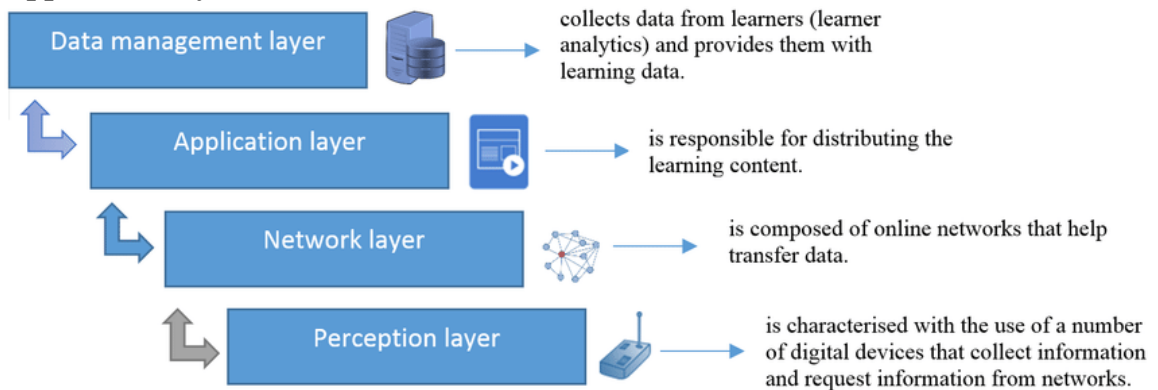 Data management layer
collects data from learners (learner
analytics) and provides them with
learning data.
Application layer
is responsible for distributing the
learning content.
Network layer
is composed of online networks that help
transfer data.
Perception layer
is characterised with the use of a number
of digital devices that collect information
and request information from networks.